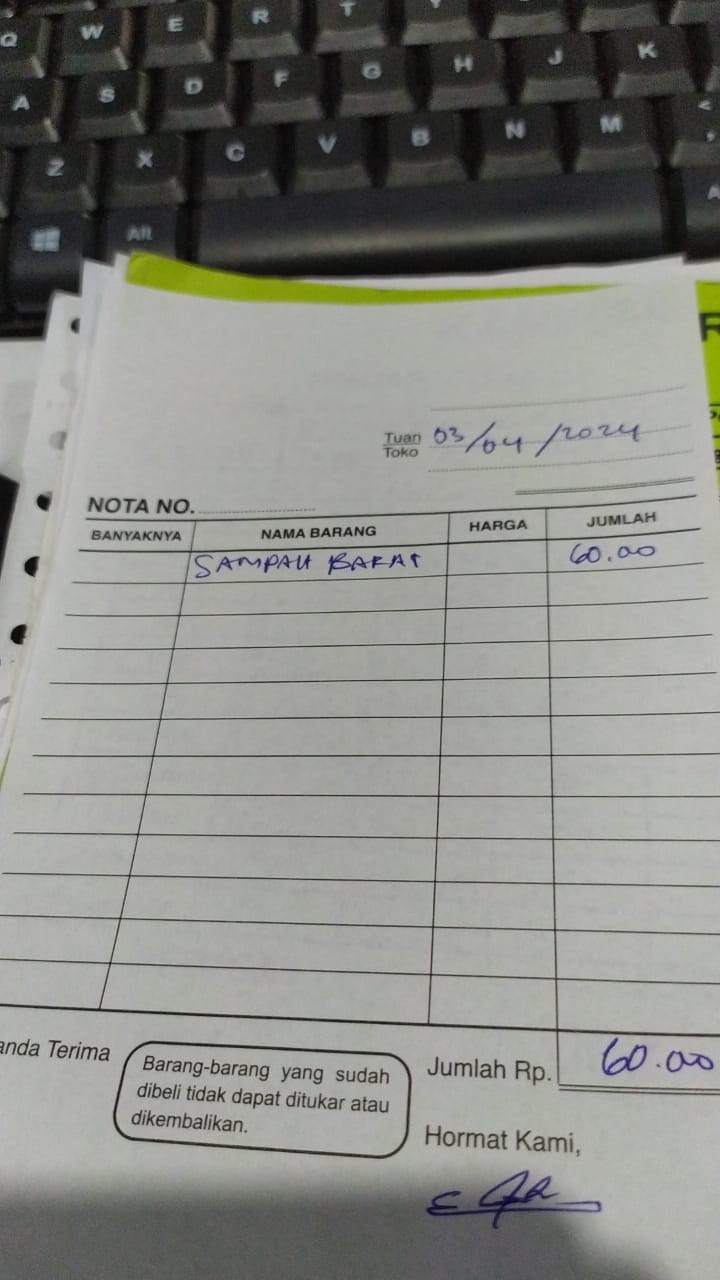 Q W E R T Y
A S D F G H J K
Z X C V B N M < ,
Alt A
R
Tuan Toko 03/04/2024
NOTA NO.
BANYAKNYA NAMA BARANG HARGA JUMLAH
SAMPAH BARAT 60.00
anda Terima
Barang-barang yang sudah
dibeli tidak dapat ditukar atau
dikembalikan.
Jumlah Rp. 60.00
Hormat Kami,